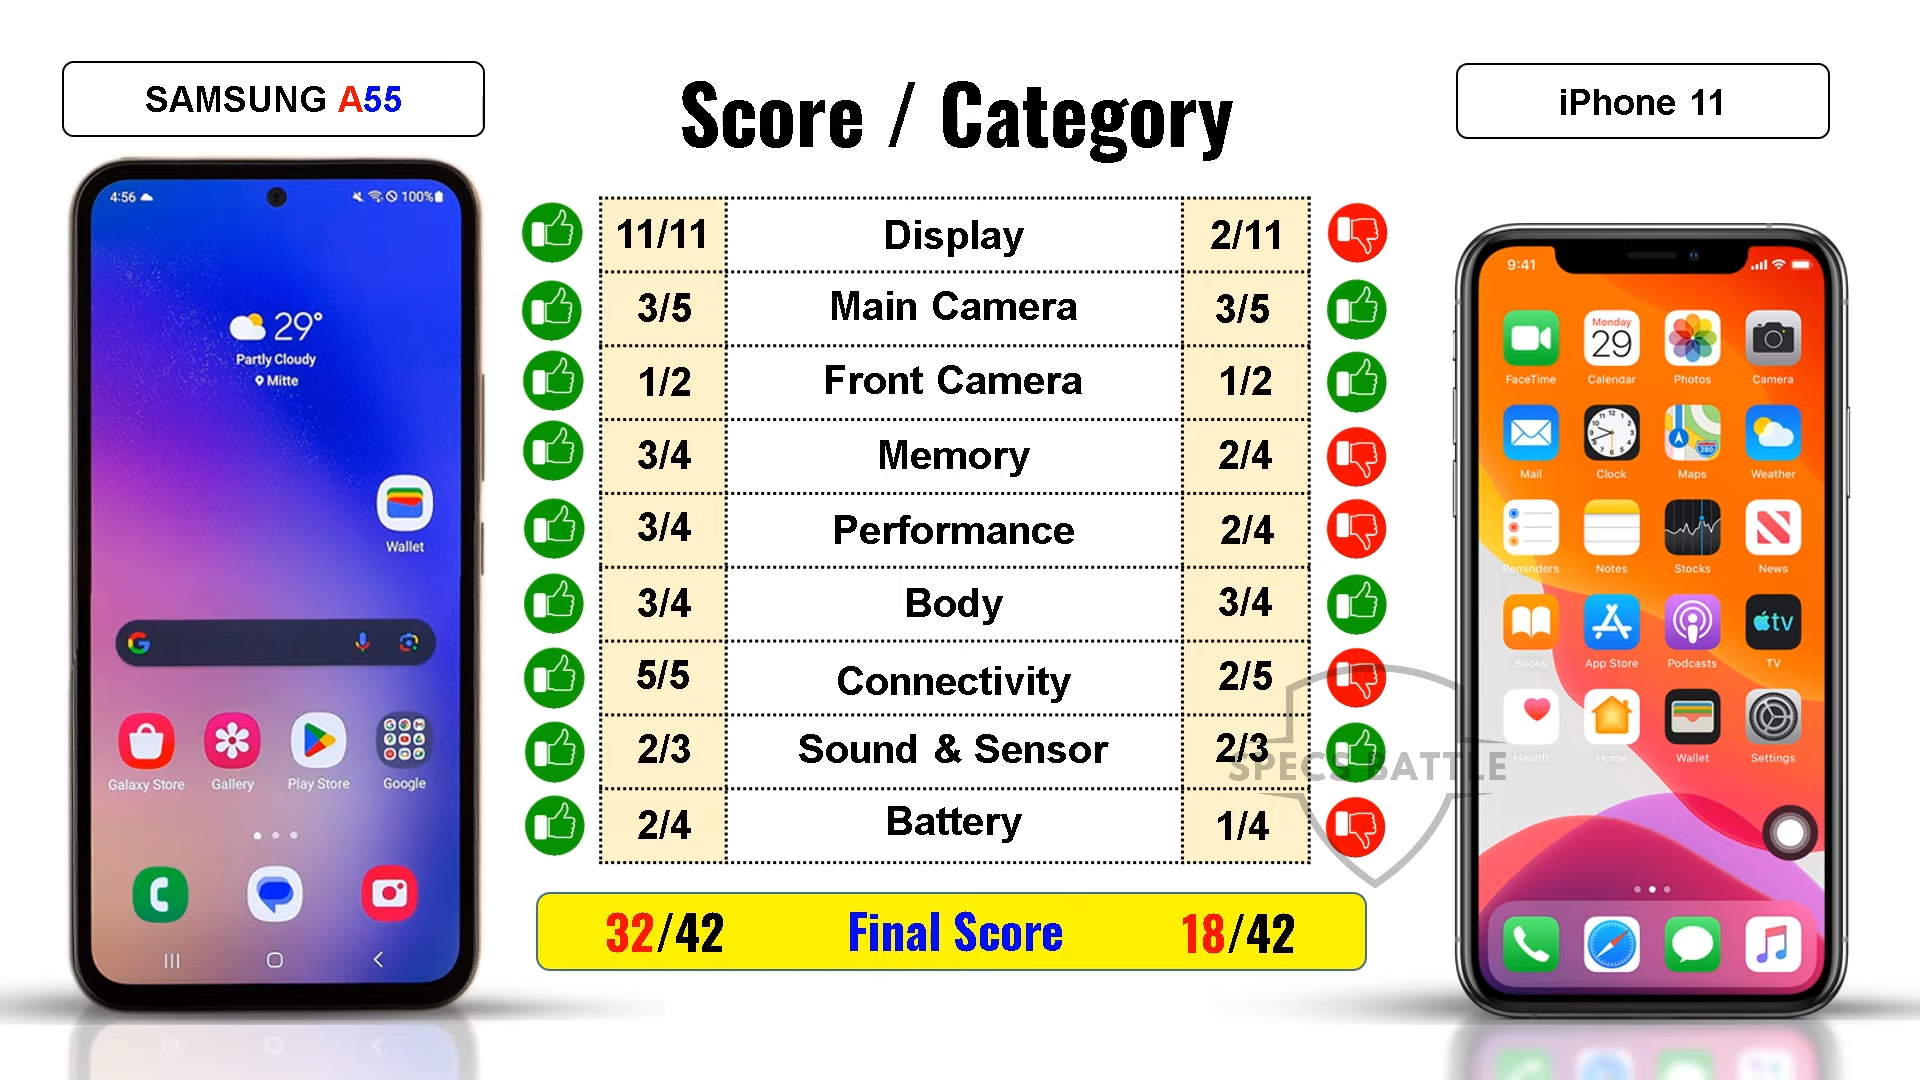 SAMSUNG A55
Score / Category
iPhone 11
11/11 Display 2/11
3/5 Main Camera 3/5
1/2 Front Camera 1/2
3/4 Memory 2/4
3/4 Performance 2/4
3/4 Body 3/4
5/5 Connectivity 2/5
2/3 Sound & Sensor 2/3
2/4 Battery 1/4
32/42 Final Score 18/42
SPECS BATTLE
4:56 100%
29°
Partly Cloudy
Mitte
Wallet
Galaxy Store Gallery Play Store Google
9:41
Monday
29
FaceTime Calendar Photos Camera
Mail Clock Maps Weather
Reminders Notes Stocks News
tv
Books App Store Podcasts TV
Health Home Wallet Settings